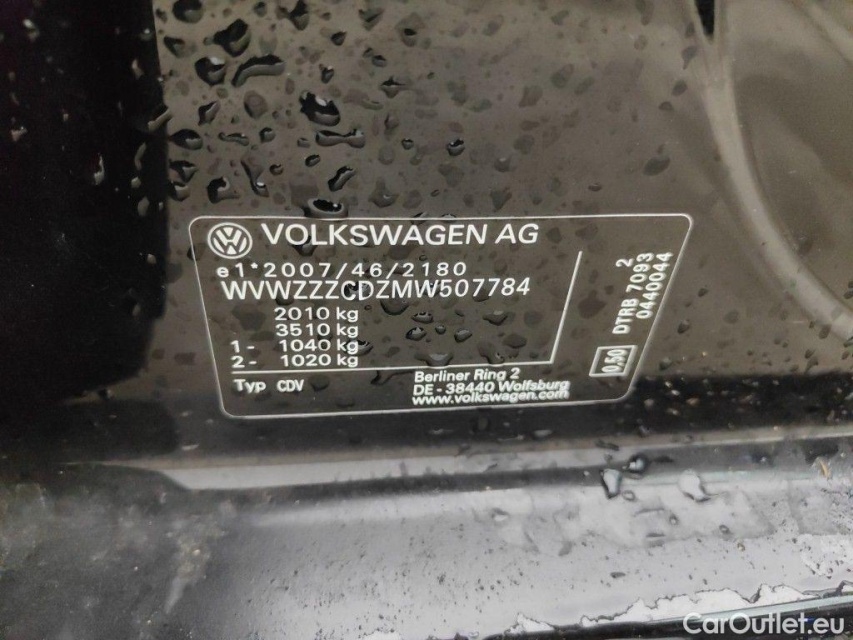 VOLKSWAGEN AG
e1*2007/46/2180
WVWZZZCDZMW507784
2010 kg
3510 kg
1- 1040 kg
2- 1020 kg
Typ CDV
Berliner Ring 2
DE-38440 Wolfsburg
www.volkswagen.com
2
DTRB 7093
0440044
0.50
CarOutlet.eu